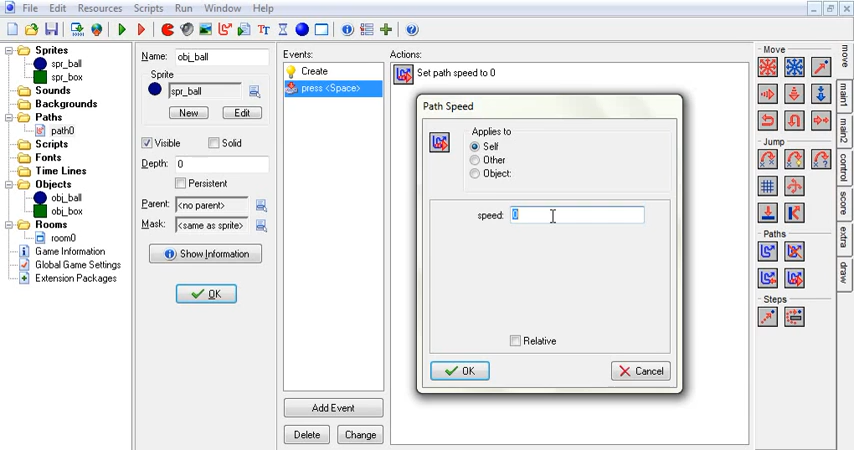 File Edit Resources Scripts Run Window Help
Sprites
spr_ball
spr_box
Sounds
Backgrounds
Paths
path0
Scripts
Fonts
Time Lines
Objects
obj_ball
obj_box
Rooms
room0
Game Information
Global Game Settings
Extension Packages
Name: obj_ball
Sprite
spr_ball
New Edit
Visible Solid
Depth: 0
Persistent
Parent: <no parent>
Mask: <same as sprite>
Show Information
OK
Events:
Create
press <Space>
Add Event
Delete Change
Actions:
Set path speed to 0
Path Speed
Applies to
Self
Other
Object:
speed: 0
Relative
OK Cancel
Move
Jump
Paths
Steps
move
main1
main2
control
score
extra
draw